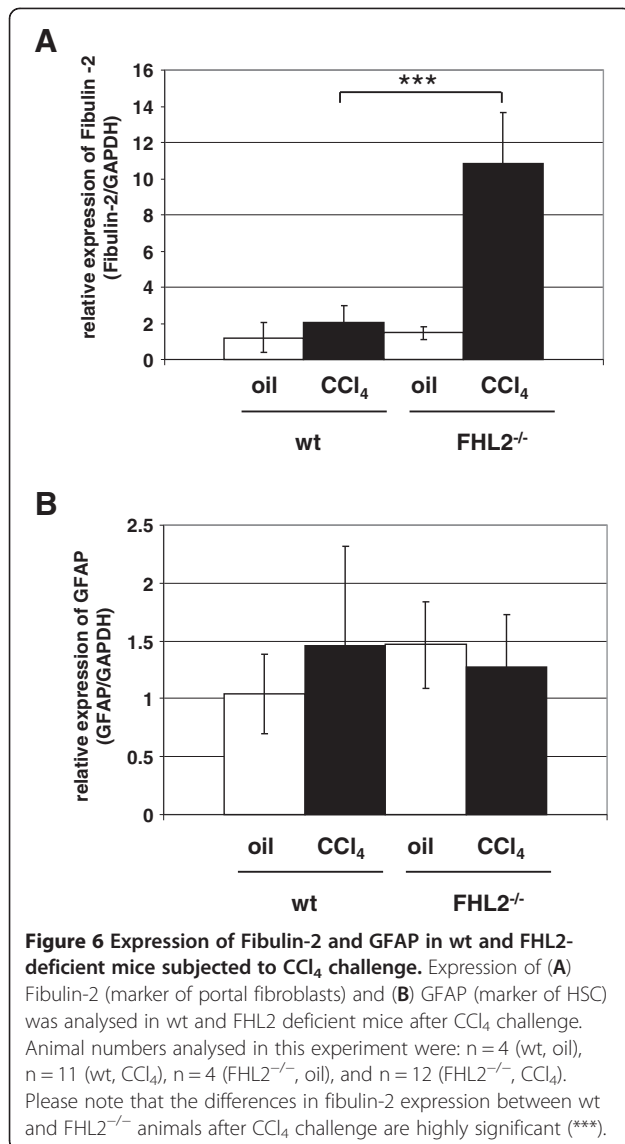 A
relative expression of Fibulin -2
(Fibulin-2/GAPDH)
16
14
12
10
8
6
4
2
0
***
oil CCl₄ oil CCl₄
wt FHL2⁻/⁻
B
relative expression of GFAP
(GFAP/GAPDH)
2.5
2
1.5
1
0.5
0
oil CCl₄ oil CCl₄
wt FHL2⁻/⁻
Figure 6 Expression of Fibulin-2 and GFAP in wt and FHL2-
deficient mice subjected to CCl₄ challenge. Expression of (A)
Fibulin-2 (marker of portal fibroblasts) and (B) GFAP (marker of HSC)
was analysed in wt and FHL2 deficient mice after CCl₄ challenge.
Animal numbers analysed in this experiment were: n = 4 (wt, oil),
n = 11 (wt, CCl₄), n = 4 (FHL2⁻/⁻, oil), and n = 12 (FHL2⁻/⁻, CCl₄).
Please note that the differences in fibulin-2 expression between wt
and FHL2⁻/⁻ animals after CCl₄ challenge are highly significant (***).